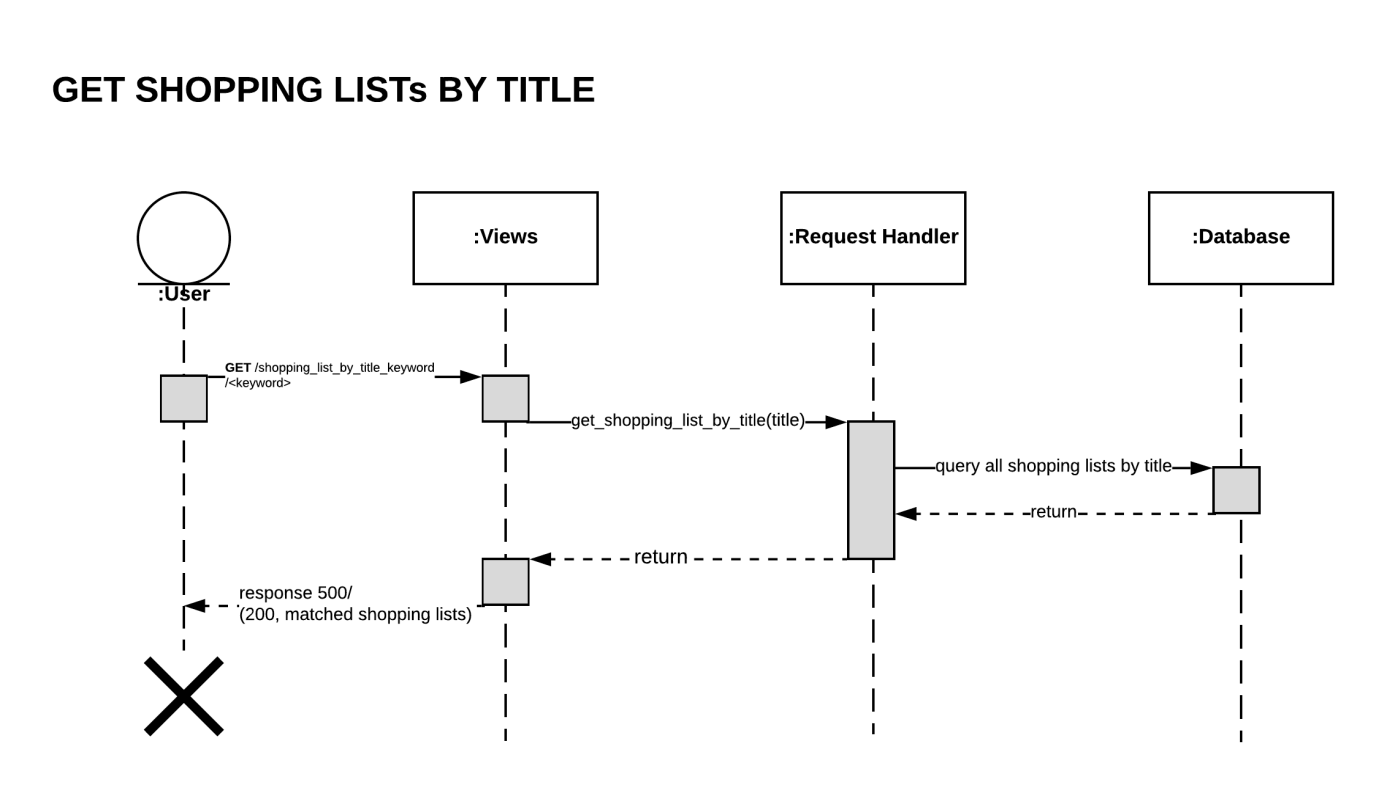 GET SHOPPING LISTs BY TITLE
:User
:Views
:Request Handler
:Database
GET /shopping_list_by_title_keyword
/<keyword>
get_shopping_list_by_title(title)
query all shopping lists by title
return
return
response 500/
(200, matched shopping lists)